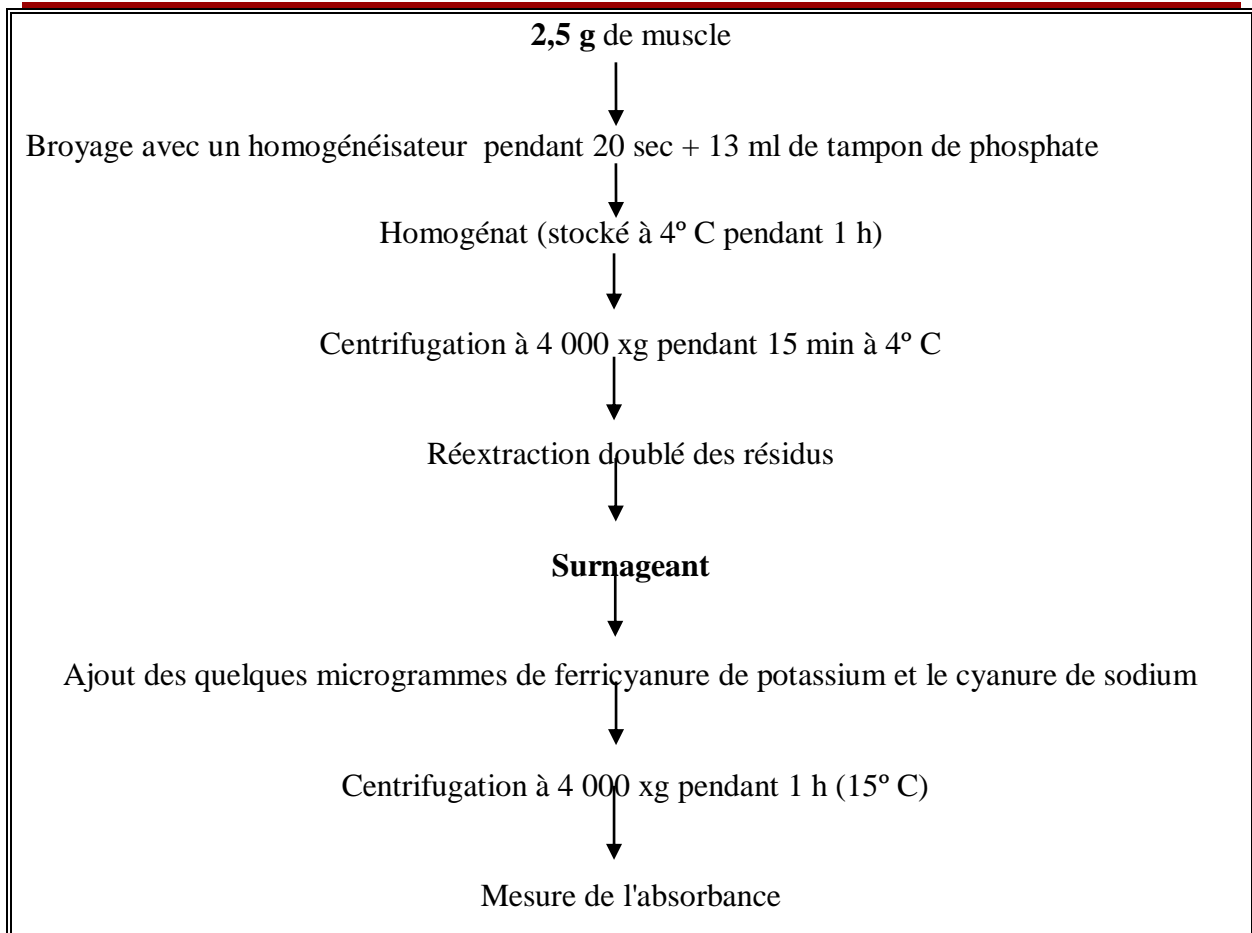 2,5 g de muscle
Broyage avec un homogénéisateur pendant 20 sec + 13 ml de tampon de phosphate
Homogénat (stocké à 4º C pendant 1 h)
Centrifugation à 4 000 xg pendant 15 min à 4º C
Réextraction doublé des résidus
Surnageant
Ajout des quelques microgrammes de ferricyanure de potassium et le cyanure de sodium
Centrifugation à 4 000 xg pendant 1 h (15º C)
Mesure de l'absorbance